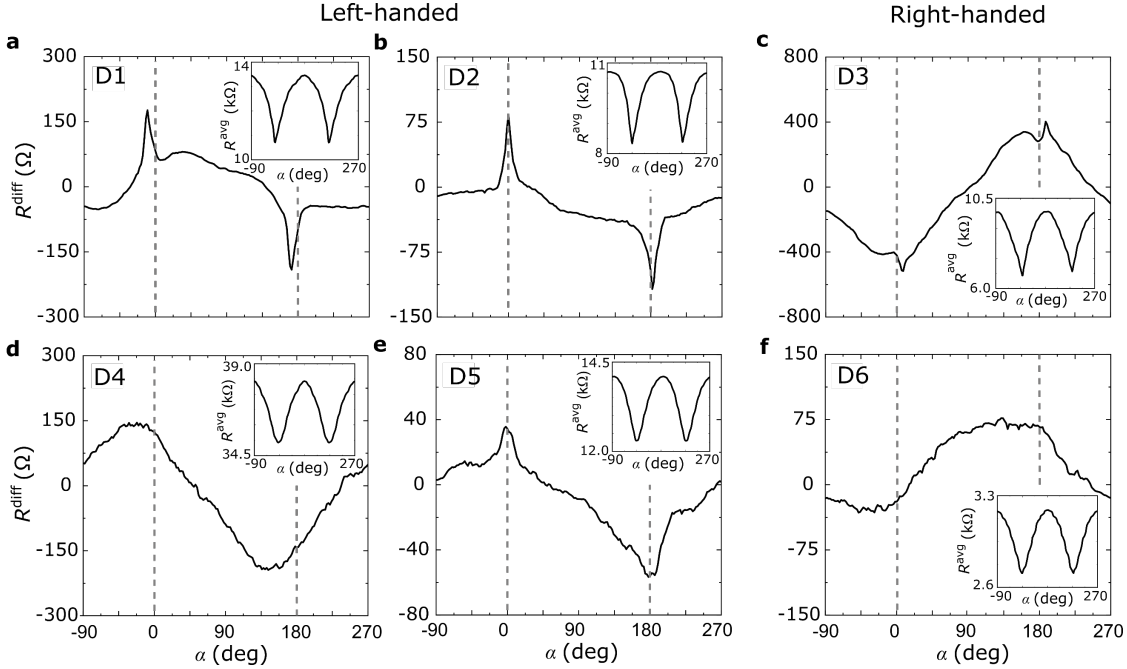 Left-handed
Right-handed
a
D1
300
150
0
-150
-300
R^diff (Ω)
14
10
R^avg (kΩ)
-90 270
α (deg)
b
D2
150
75
0
-75
-150
11
8
R^avg (kΩ)
-90 270
α (deg)
c
D3
800
400
0
-400
-800
10.5
6.0
R^avg (kΩ)
-90 270
α (deg)
d
D4
300
150
0
-150
-300
R^diff (Ω)
-90 0 90 180 270
α (deg)
39.0
34.5
R^avg (kΩ)
-90 270
α (deg)
e
D5
80
40
0
-40
-80
-90 0 90 180 270
α (deg)
14.5
12.0
R^avg (kΩ)
-90 270
α (deg)
f
D6
150
75
0
-75
-150
-90 0 90 180 270
α (deg)
3.3
2.6
R^avg (kΩ)
-90 270
α (deg)